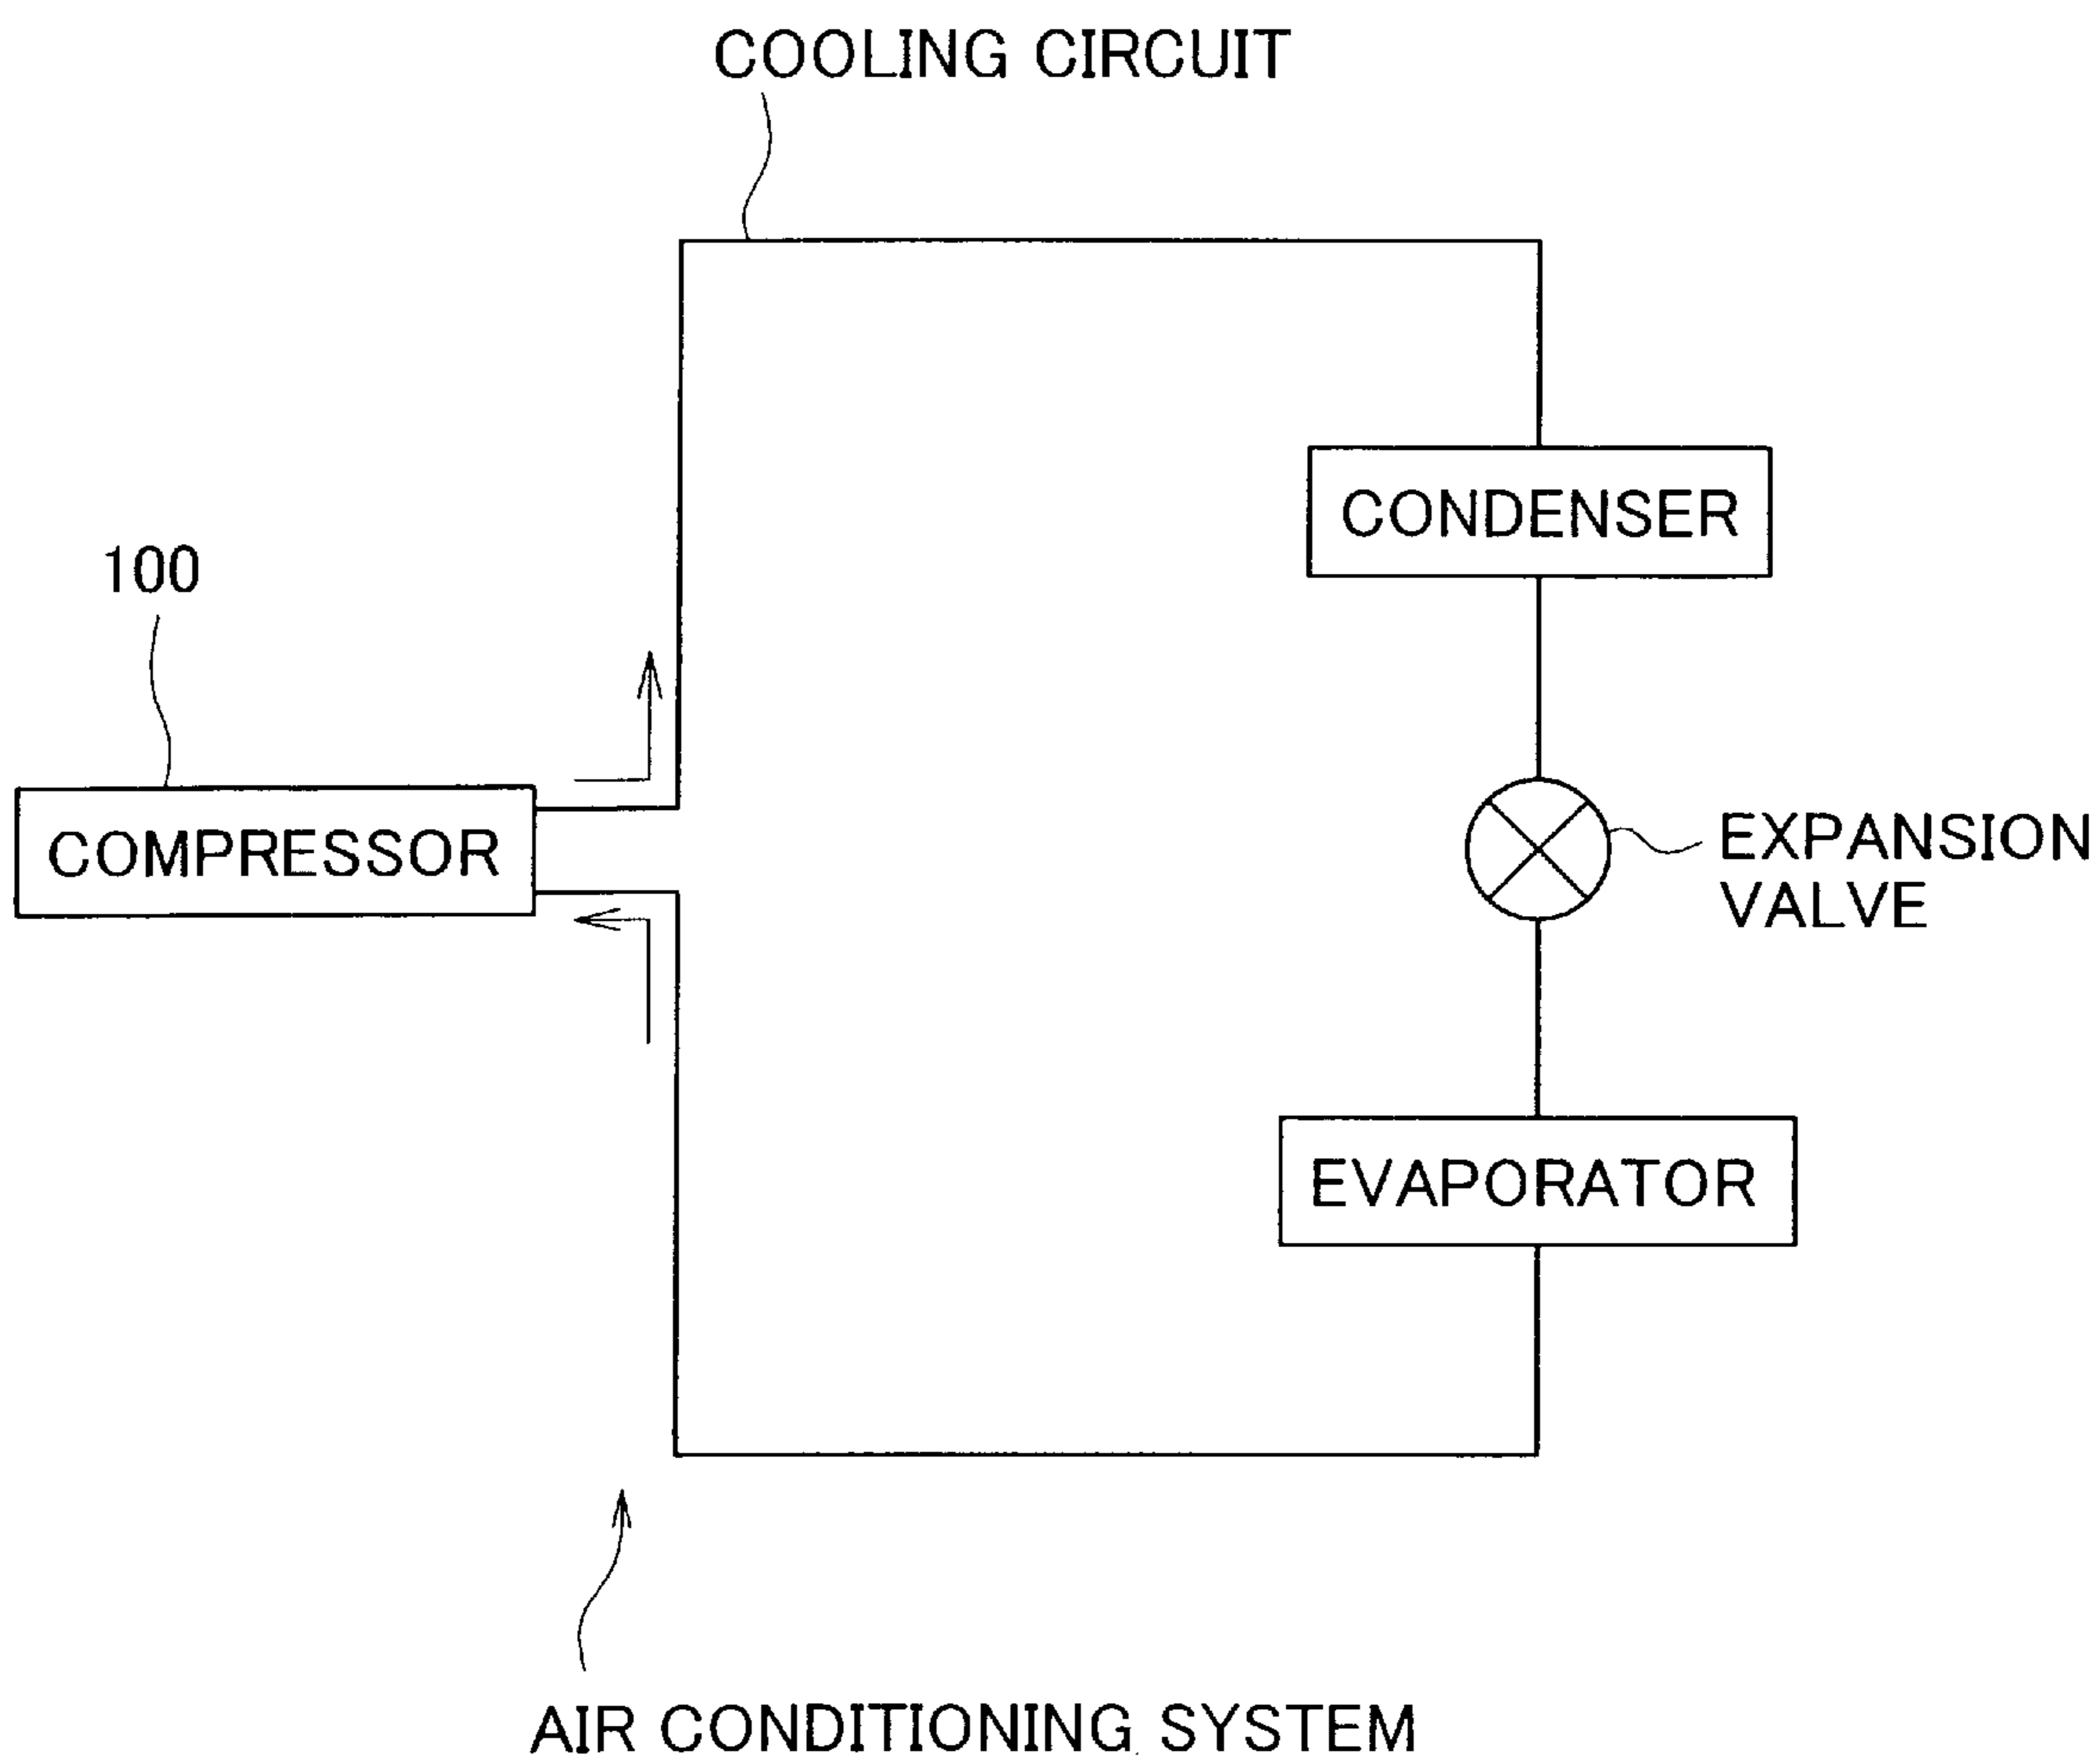 COOLING CIRCUIT
CONDENSER
100
COMPRESSOR
EXPANSION
VALVE
EVAPORATOR
AIR CONDITIONING SYSTEM